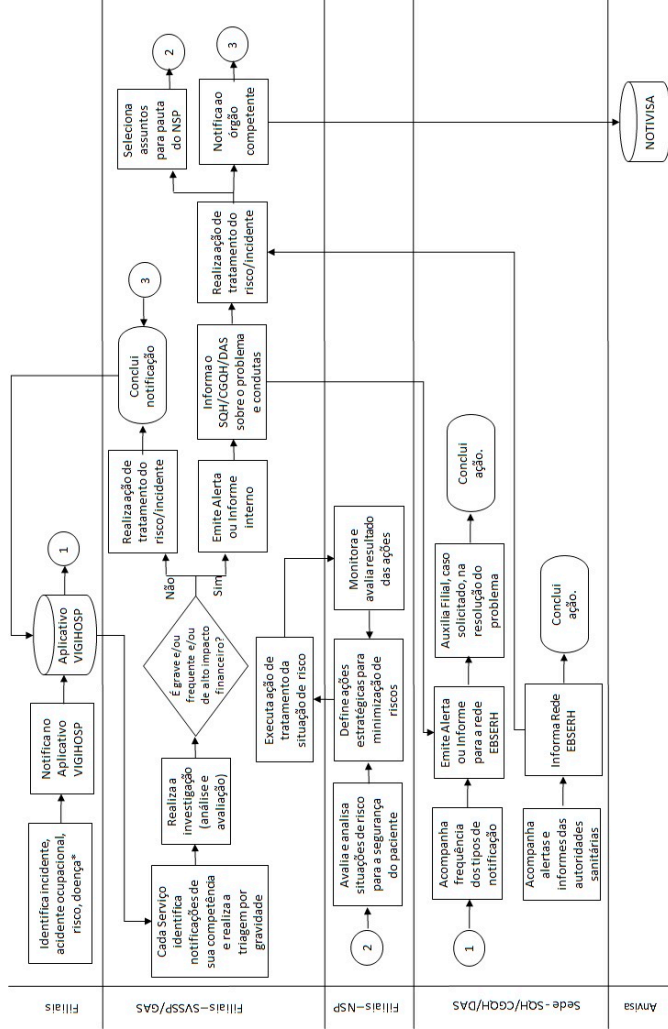 Filiais
Identifica incidente,
acidente ocupacional,
risco, doença*
Notifica no
Aplicativo
VIGIHOSP
Aplicativo
VIGIHOSP
1
Filiais–SVSSP/GAS
Cada Serviço
identifica
notificações de
sua competência
e realiza a
triagem por
gravidade
Realiza a
investigação
(análise e
avaliação)
É grave e/ou
frequente e/ou
de alto impacto
financeiro?
Não
Sim
Realiza ação de
tratamento do
risco/incidente
Conclui
notificação
3
Emite Alerta
ou Informe
interno
Informa o
SQH/CGQH/DAS
sobre o problema
e condutas
Realiza ação de
tratamento do
risco/incidente
Seleciona
assuntos
para pauta
do NSP
2
Notifica ao
órgão
competente
3
Filiais–NSP
2
Avalia e analisa
situações de risco
para a segurança
do paciente
Define ações
estratégicas para
minimização de
riscos
Executa ação de
tratamento da
situação de risco
Monitora e
avalia resultado
das ações
Sede - SQH/CGQH/DAS
1
Acompanha
frequência
dos tipos de
notificação
Emite Alerta
ou Informe
para a rede
EBSERH
Auxilia Filial, caso
solicitado, na
resolução do
problema
Conclui
ação.
Acompanha
alertas e
informes das
autoridades
sanitárias
Informa Rede
EBSERH
Conclui
ação.
Anvisa
NOTIVISA